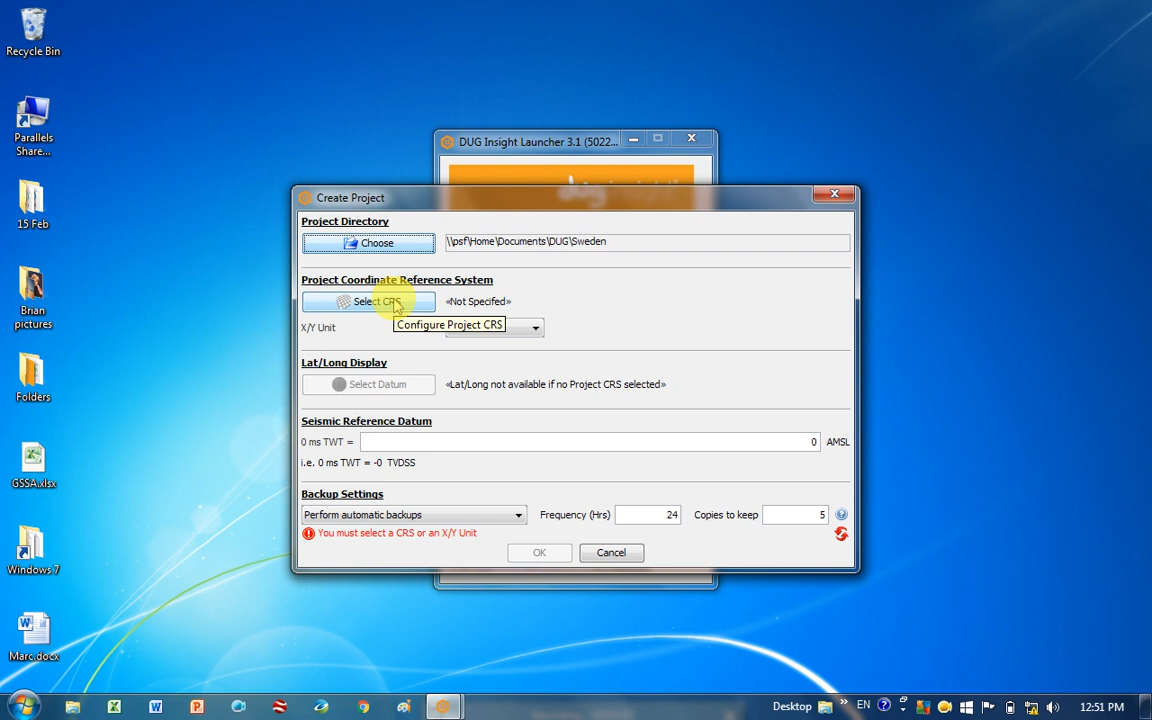 Recycle Bin
Parallels
Share...
15 Feb
Brian
pictures
Folders
GSSA.xlsx
Windows 7
Marc.docx
DUG Insight Launcher 3.1 (5022...
dug insight
Create Project
Project Directory
Choose
\\psf\Home\Documents\DUG\Sweden
Project Coordinate Reference System
Select CRS
«Not Specifed»
Configure Project CRS
X/Y Unit
Lat/Long Display
Select Datum
«Lat/Long not available if no Project CRS selected»
Seismic Reference Datum
0 ms TWT =
0
AMSL
i.e. 0 ms TWT = -0 TVDSS
Backup Settings
Perform automatic backups
Frequency (Hrs)
24
Copies to keep
5
You must select a CRS or an X/Y Unit
OK
Cancel
Desktop
»
EN
12:51 PM